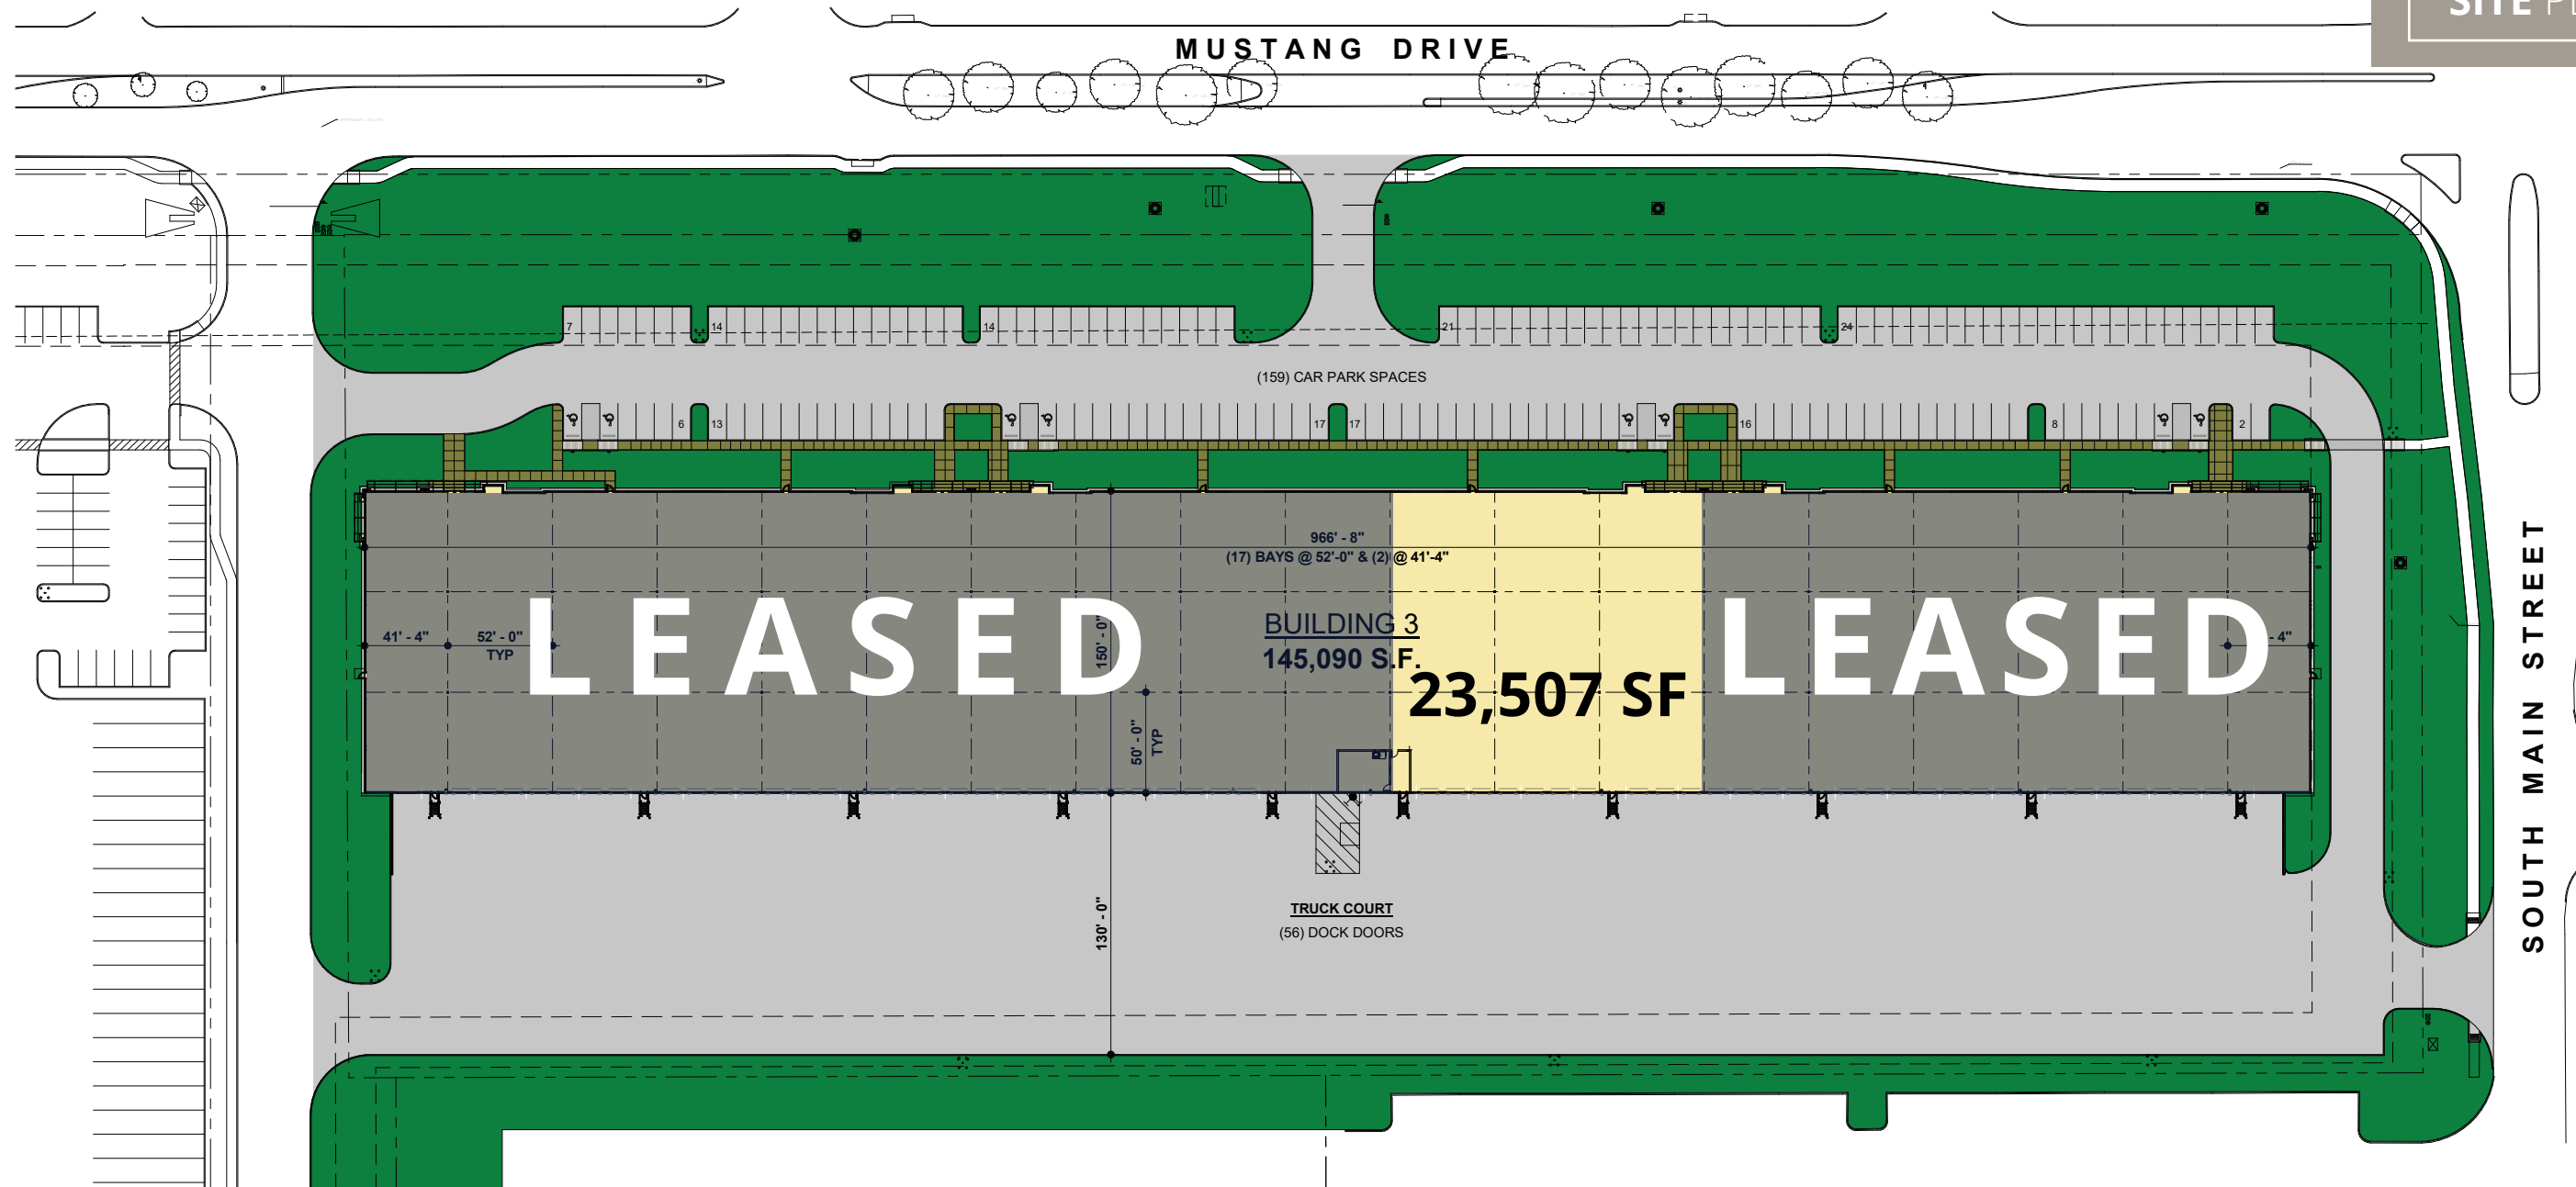 SITE
MUSTANG DRIVE
7
14
14
21
24
(159) CAR PARK SPACES
6
13
17
17
16
8
2
966' - 8"
(17) BAYS @ 52'-0" & (2) @ 41'-4"
LEASED
LEASED
BUILDING 3
145,090 S.F.
23,507 SF
41' - 4"
52' - 0"
TYP
150' - 0"
- 4"
50' - 0"
TYP
TRUCK COURT
(56) DOCK DOORS
130' - 0"
SOUTH MAIN STREET